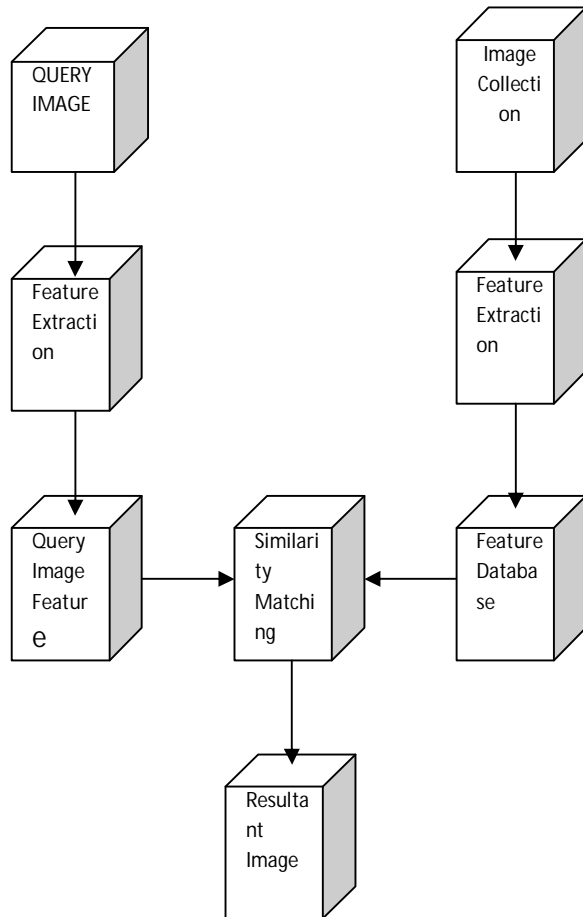 QUERY
IMAGE
Image
Collecti
on
Feature
Extracti
on
Feature
Extracti
on
Query
Image
Featur
e
Similari
ty
Matchi
ng
Feature
Databa
se
Resulta
nt
Image